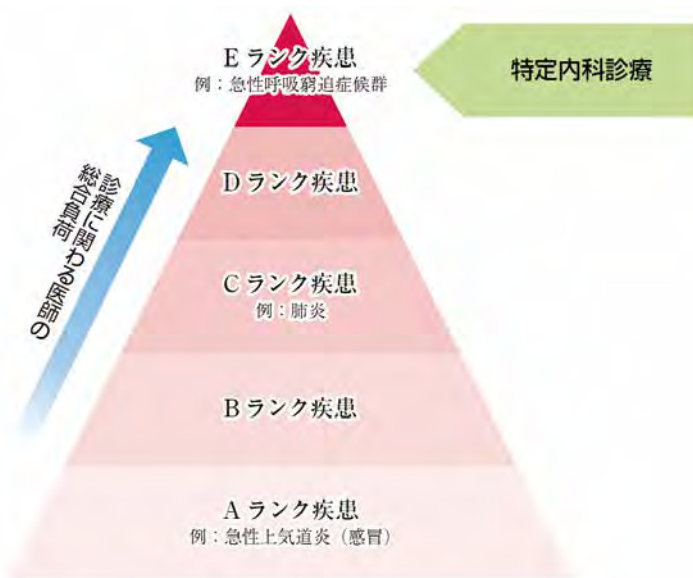 Eランク疾患
例：急性呼吸窮迫症候群
特定内科診療
診療に関わる医師の
総合負荷
Dランク疾患
Cランク疾患
例：肺炎
Bランク疾患
Aランク疾患
例：急性上気道炎（感冒）